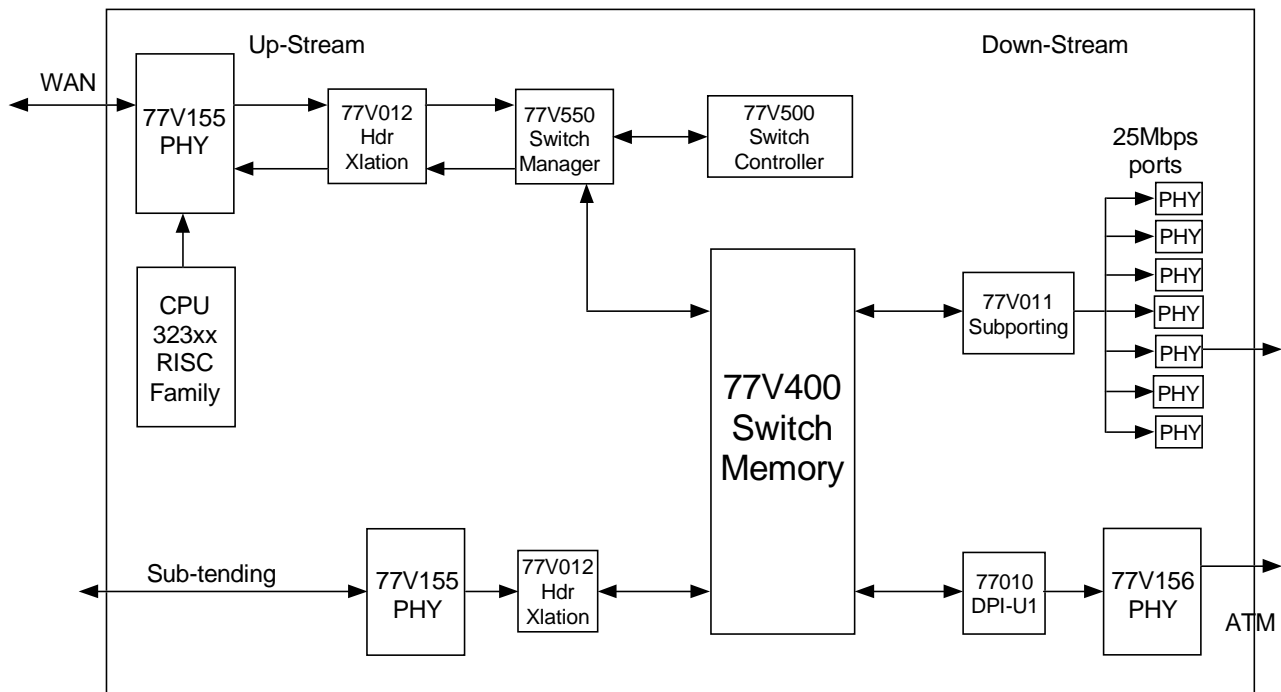 Up-Stream
Down-Stream
WAN
77V155
PHY
77V012
Hdr
Xlation
77V550
Switch
Manager
77V500
Switch
Controller
25Mbps
ports
PHY
PHY
PHY
PHY
PHY
PHY
PHY
CPU
323xx
RISC
Family
77V400
Switch
Memory
77V011
Subporting
Sub-tending
77V155
PHY
77V012
Hdr
Xlation
77010
DPI-U1
77V156
PHY
ATM